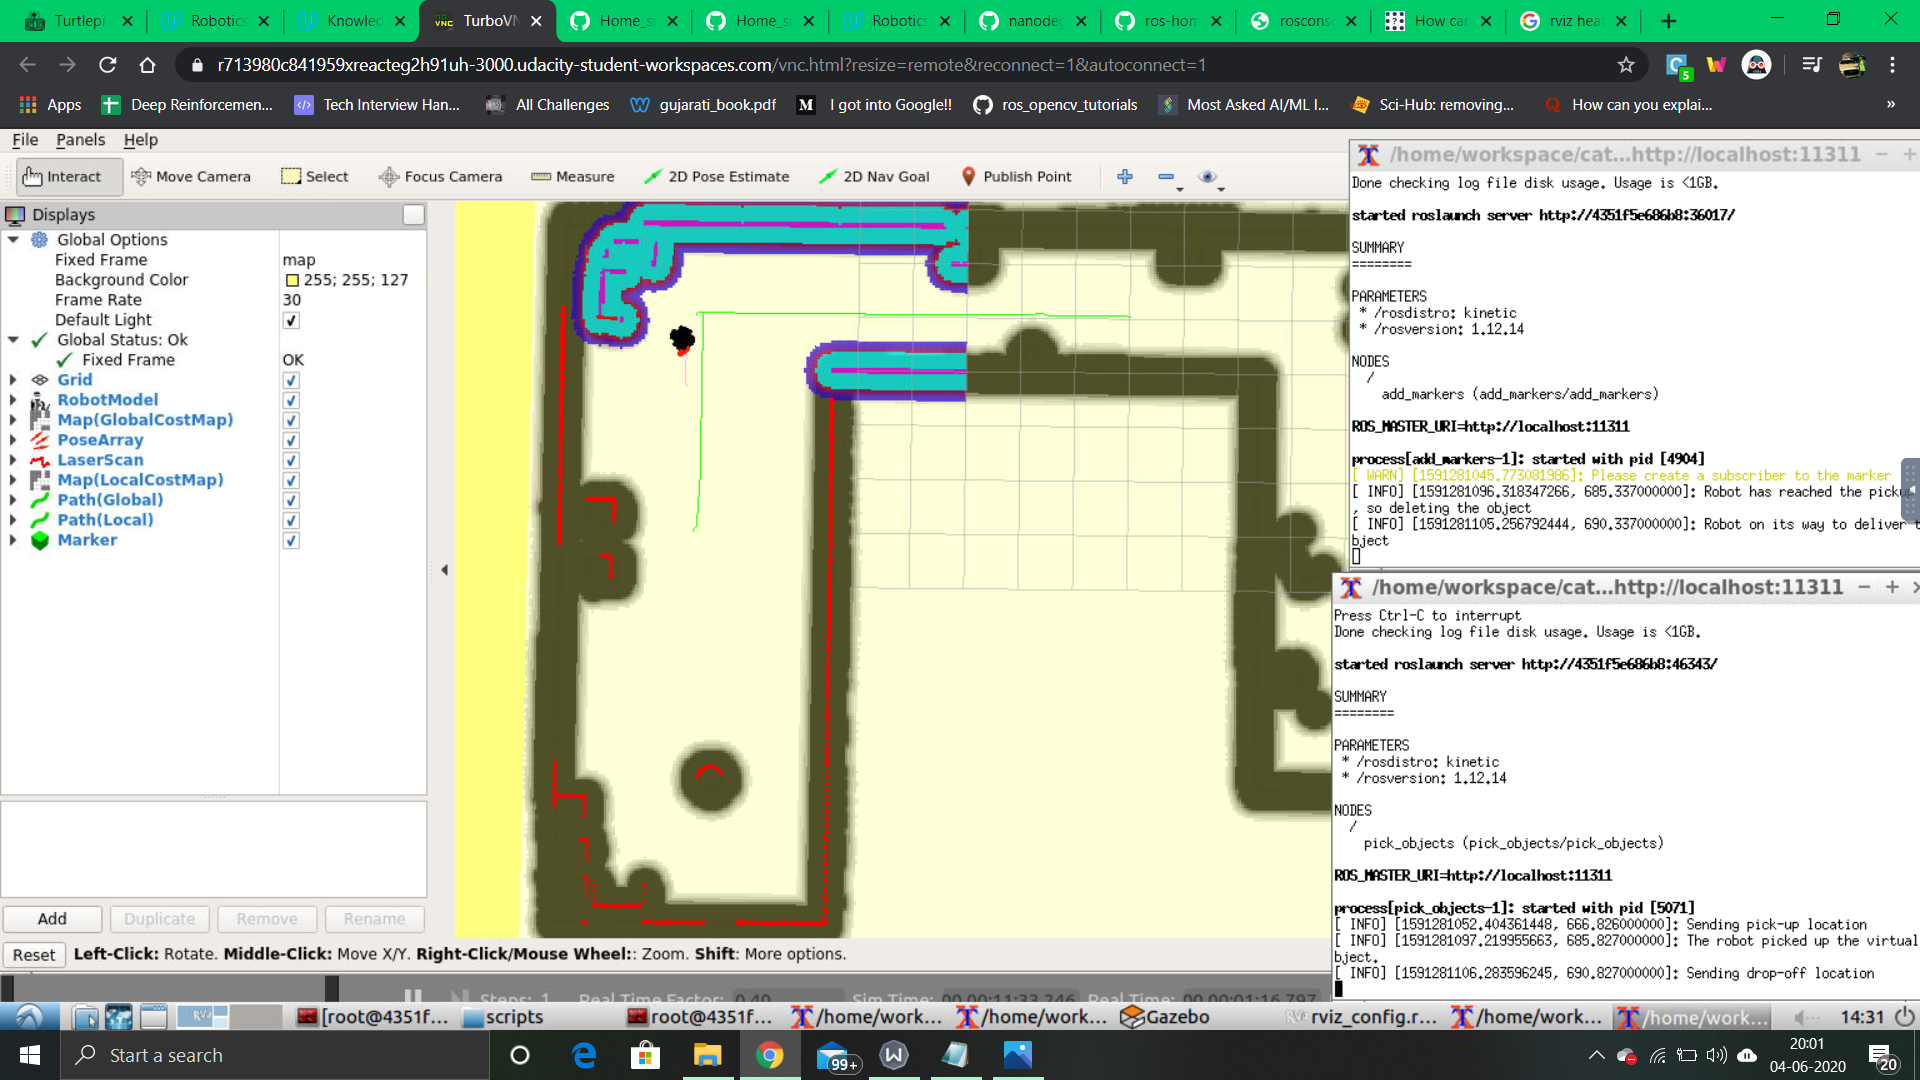 Turtlepi
Robotics
Knowled
TurboVN
Home_se
Home_se
Robotics
nanodeg
ros-hom
roscons
How can
rviz heat
r713980c841959xreacteg2h91uh-3000.udacity-student-workspaces.com/vnc.html?resize=remote&reconnect=1&autoconnect=1
Apps
Deep Reinforcemen...
Tech Interview Han...
All Challenges
gujarati_book.pdf
I got into Google!!
ros_opencv_tutorials
Most Asked AI/ML I...
Sci-Hub: removing...
How can you explai...
File Panels Help
Interact
Move Camera
Select
Focus Camera
Measure
2D Pose Estimate
2D Nav Goal
Publish Point
Displays
Global Options
Fixed Frame map
Background Color 255; 255; 127
Frame Rate 30
Default Light
Global Status: Ok
Fixed Frame OK
Grid
RobotModel
Map(GlobalCostMap)
PoseArray
LaserScan
Map(LocalCostMap)
Path(Global)
Path(Local)
Marker
Add Duplicate Remove Rename
Reset Left-Click: Rotate. Middle-Click: Move X/Y. Right-Click/Mouse Wheel:: Zoom. Shift: More options.
/home/workspace/cat...http://localhost:11311
Done checking log file disk usage. Usage is <1GB.
started roslaunch server http://4351f5e686b8:36017/
SUMMARY
========
PARAMETERS
* /rosdistro: kinetic
* /rosversion: 1.12.14
NODES
/
add_markers (add_markers/add_markers)
ROS_MASTER_URI=http://localhost:11311
process[add_markers-1]: started with pid [4904]
[ WARN] [1591281045.773081986]: Please create a subscriber to the marker
[ INFO] [1591281096.318347266, 685.337000000]: Robot has reached the picku
, so deleting the object
[ INFO] [1591281105.256792444, 690.337000000]: Robot on its way to deliver t
bject
/home/workspace/cat...http://localhost:11311
Press Ctrl-C to interrupt
Done checking log file disk usage. Usage is <1GB.
started roslaunch server http://4351f5e686b8:46343/
SUMMARY
========
PARAMETERS
* /rosdistro: kinetic
* /rosversion: 1.12.14
NODES
/
pick_objects (pick_objects/pick_objects)
ROS_MASTER_URI=http://localhost:11311
process[pick_objects-1]: started with pid [5071]
[ INFO] [1591281052.404361448, 666.826000000]: Sending pick-up location
[ INFO] [1591281097.219955663, 685.827000000]: The robot picked up the virtual
bject.
[ INFO] [1591281106.283596245, 690.827000000]: Sending drop-off location
Steps: 1 Real Time Factor: 0.40 Sim Time: 00 00:11:33.246 Real Time: 00 00:01:16.797
[root@4351f...
scripts
root@4351f...
/home/work...
/home/work...
Gazebo
rviz_config.r...
/home/work...
/home/work...
14:31
Start a search
99+
20:01
04-06-2020
20